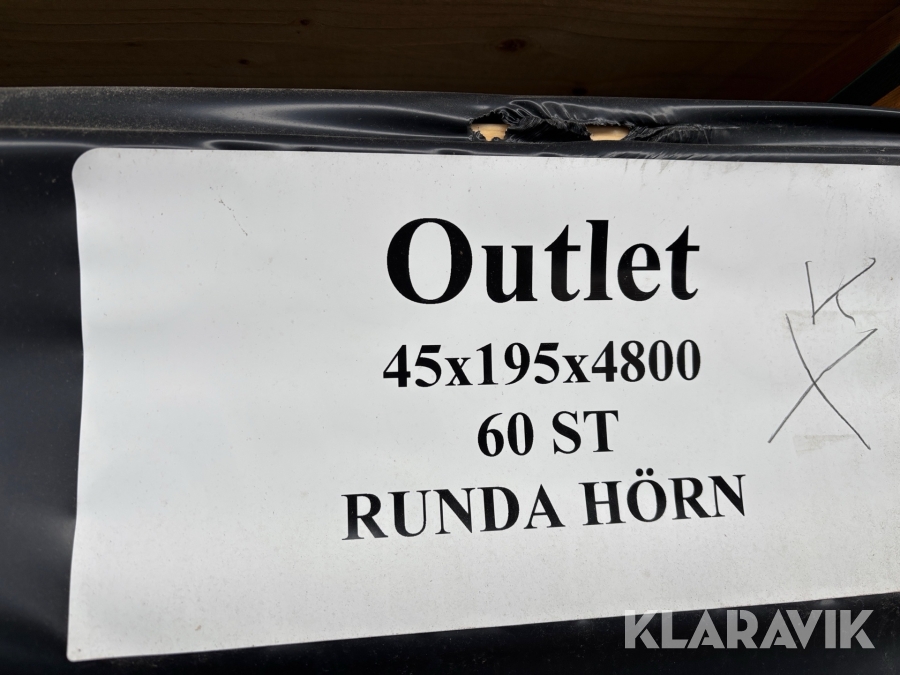 Outlet
45x195x4800
60 ST
RUNDA HÖRN
KLARAVIK